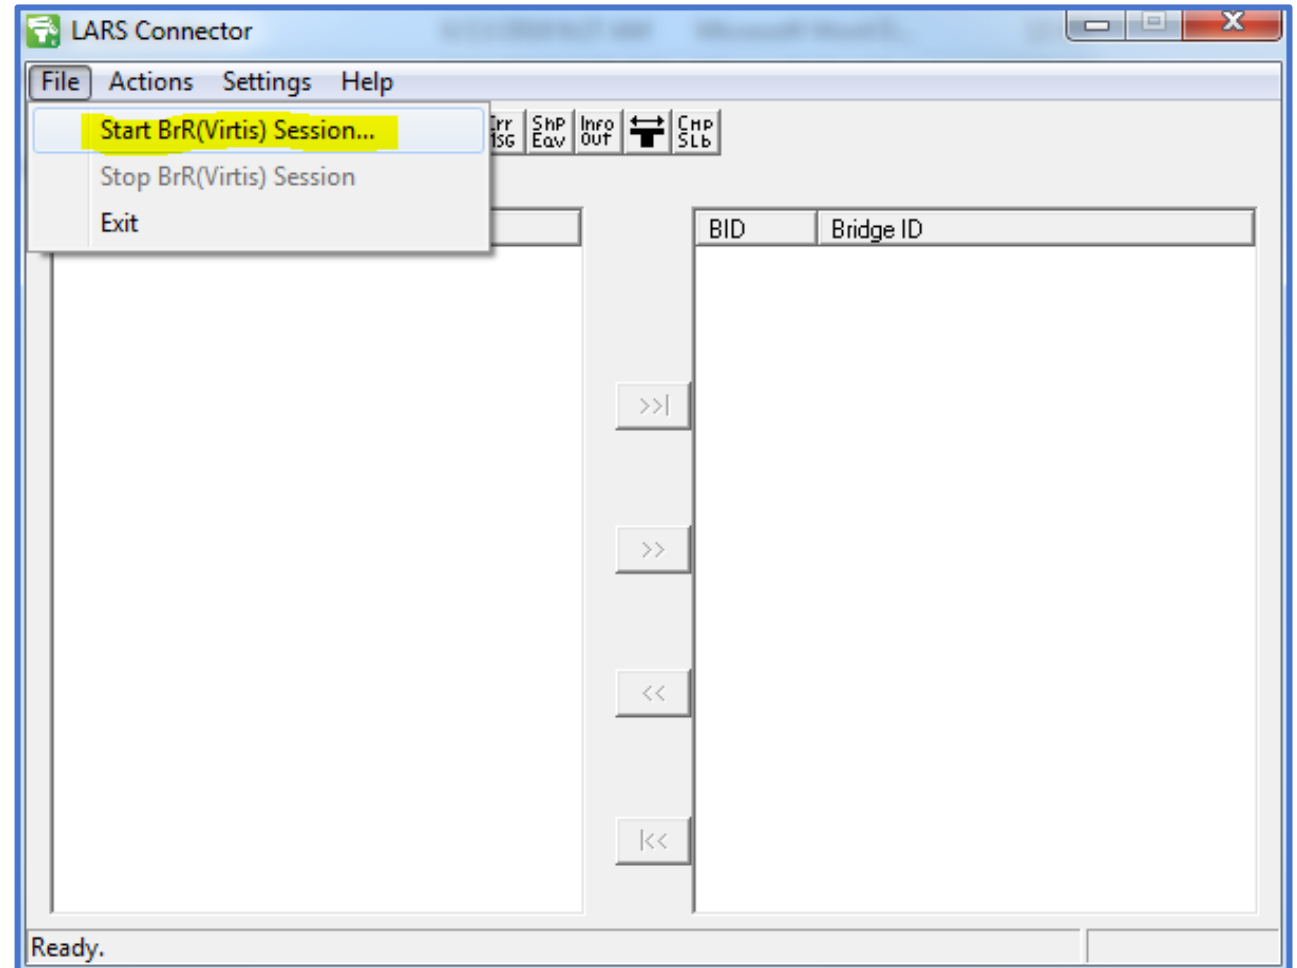 LARS Connector
File Actions Settings Help
Start BrR(Virtis) Session...
Stop BrR(Virtis) Session
Exit
ShP Eqv
Info Out
CMP SLb
BID Bridge ID
>>|
>>
<<
|<<
Ready.